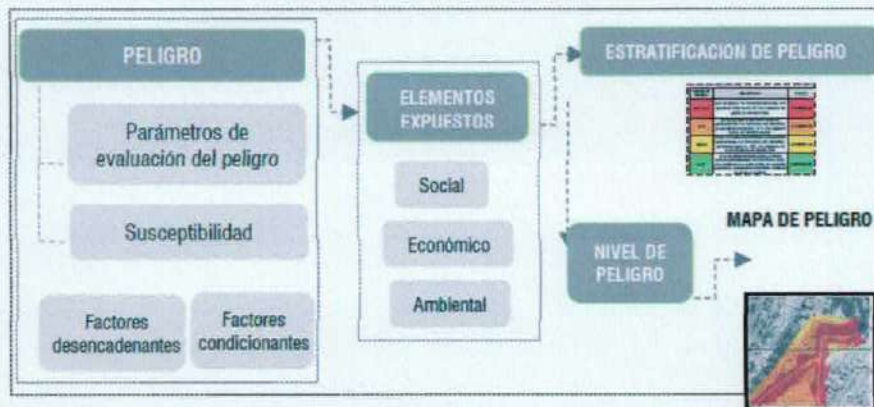 PELIGRO
Parámetros de
evaluación del peligro
Susceptibilidad
Factores
desencadenantes
Factores
condicionantes
ELEMENTOS
EXPUESTOS
Social
Económico
Ambiental
ESTRATIFICACION DE PELIGRO
NIVEL DE
PELIGRO
MAPA DE PELIGRO